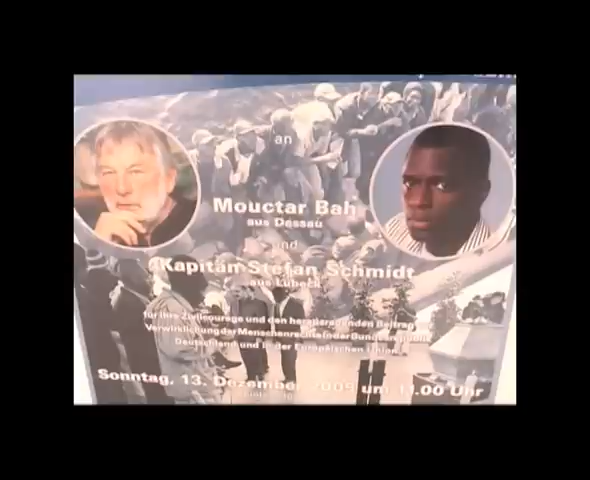 an
Mouctar Bah
aus Dessau
und
Kapitän Stefan Schmidt
aus Lübeck
für ihre Zivilcourage und den herausragenden Beitrag zur
Verwirklichung der Menschenrechte in der Bundesrepublik
Deutschland und in der Europäischen Union
Sonntag, 13. Dezember 2009 um 11.00 Uhr